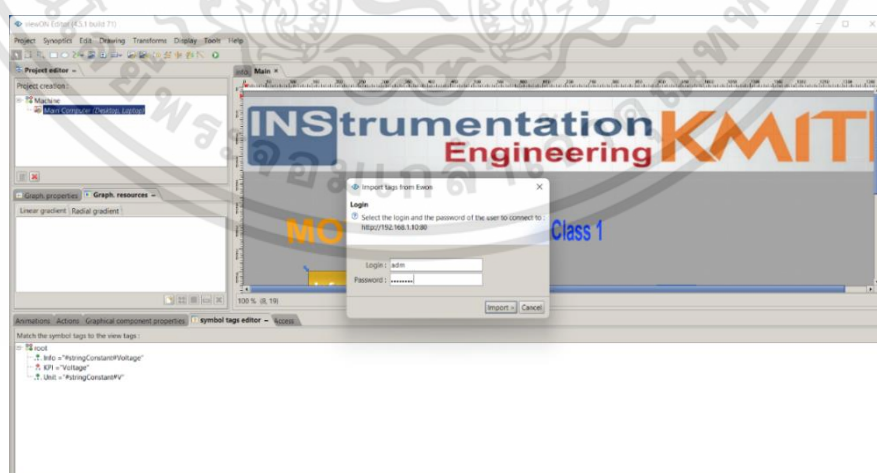 viewON Editor (4.5.1 build 71)
Project Synoptics Edit Drawing Transforms Display Tools Help
Project editor
Main
Project creation :
Machine
Main Computer (Desktop, Laptop)
INStrumentation
Engineering
KMIT
Graph. properties Graph. resources
Linear gradient Radial gradient
Import tags from Ewon
Login
Select the login and the password of the user to connect to :
http://192.168.1.10:80
Login : adm
Password : ........
Import Cancel
MO
Class 1
100 % (8, 19)
Animations Actions Graphical component properties symbol tags editor Access
Match the symbol tags to the view tags :
root
Info ="#stringConstant#Voltage"
KPI ="Voltage"
Unit ="#stringConstant#V"